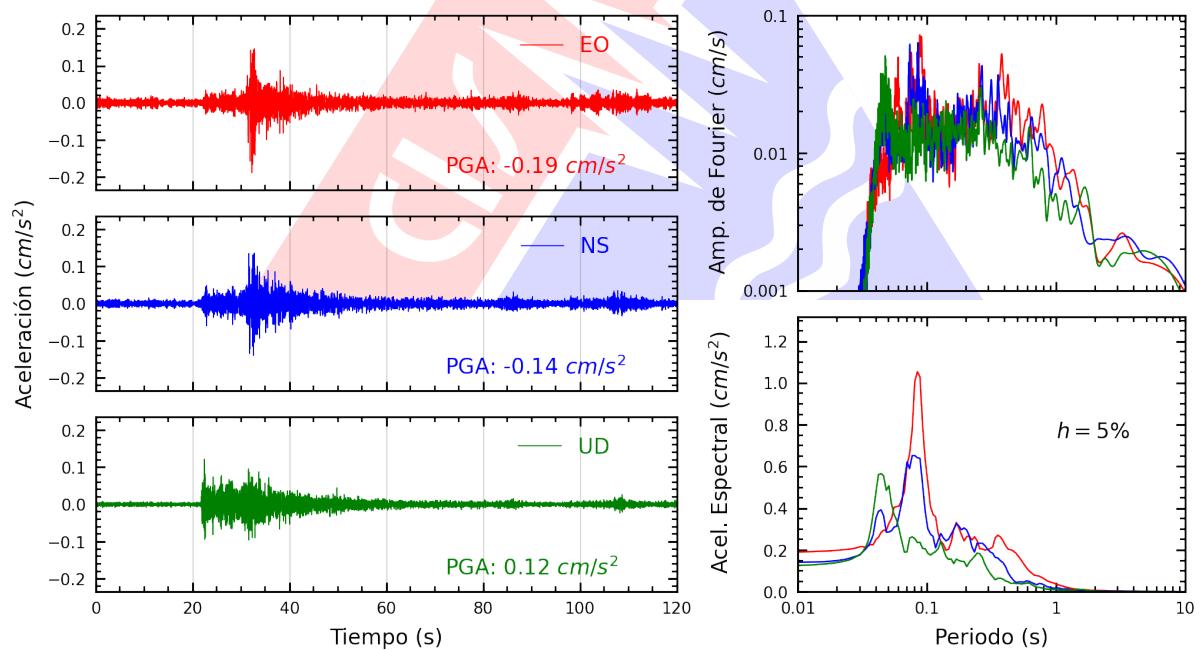 Aceleración (cm/s²)
0.2
0.1
0.0
−0.1
−0.2
EO
PGA: -0.19 cm/s²
0.2
0.1
0.0
−0.1
−0.2
NS
PGA: -0.14 cm/s²
0.2
0.1
0.0
−0.1
−0.2
UD
PGA: 0.12 cm/s²
0 20 40 60 80 100 120
Tiempo (s)
Amp. de Fourier (cm/s)
0.1
0.01
0.001
Acel. Espectral (cm/s²)
1.2
1.0
0.8
0.6
0.4
0.2
0.0
h = 5%
0.01 0.1 1 10
Periodo (s)